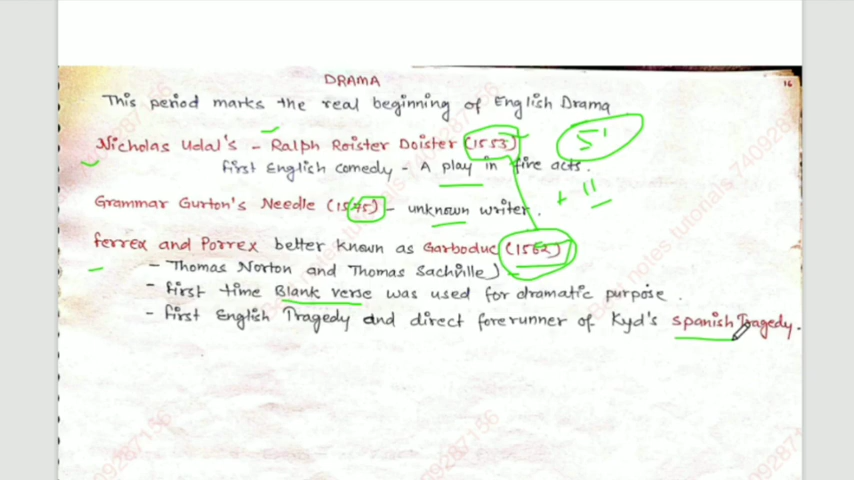 DRAMA
16
This period marks the real beginning of English Drama
Nicholas Udal's - Ralph Roister Doister (1553)
5'
first English comedy - A play in five acts.
+ 11
Grammar Gurton's Needle (1575) - unknown writer.
ferrex and Porrex better known as Garboduc (1562)
- Thomas Norton and Thomas Sachville)
- first time Blank verse was used for dramatic purpose.
- first English Tragedy and direct forerunner of Kyd's spanish Tragedy.